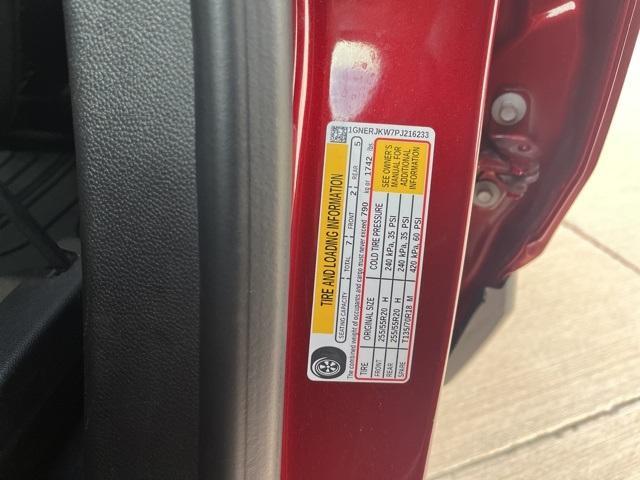 1GNERJKW7PJ216233
TIRE AND LOADING INFORMATION
SEATING CAPACITY TOTAL 7 FRONT 2 REAR 5
The combined weight of occupants and cargo must never exceed 790 kg or 1742 lbs
TIRE ORIGINAL SIZE COLD TIRE PRESSURE
FRONT 255/55R20 H 240 kPa, 35 PSI
REAR 255/55R20 H 240 kPa, 35 PSI
SPARE T135/70R18 M 420 kPa, 60 PSI
SEE OWNER'S
MANUAL FOR
ADDITIONAL
INFORMATION